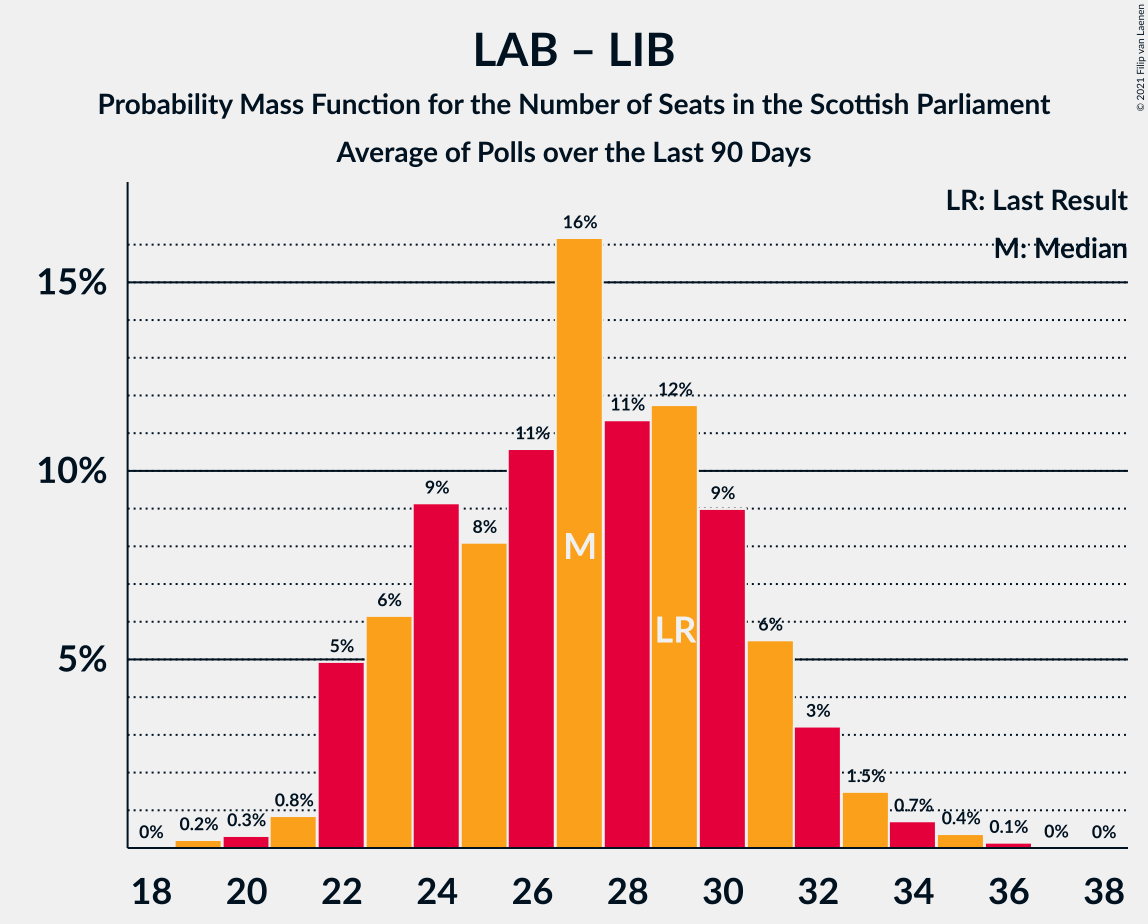 LAB – LIB
Probability Mass Function for the Number of Seats in the Scottish Parliament
Average of Polls over the Last 90 Days
© 2021 Filip van Laenen
LR: Last Result
M: Median
15%
10%
5%
0%
0.2%
0.3%
0.8%
5%
6%
9%
8%
11%
16%
11%
12%
9%
6%
3%
1.5%
0.7%
0.4%
0.1%
0%
0%
M
LR
18 20 22 24 26 28 30 32 34 36 38